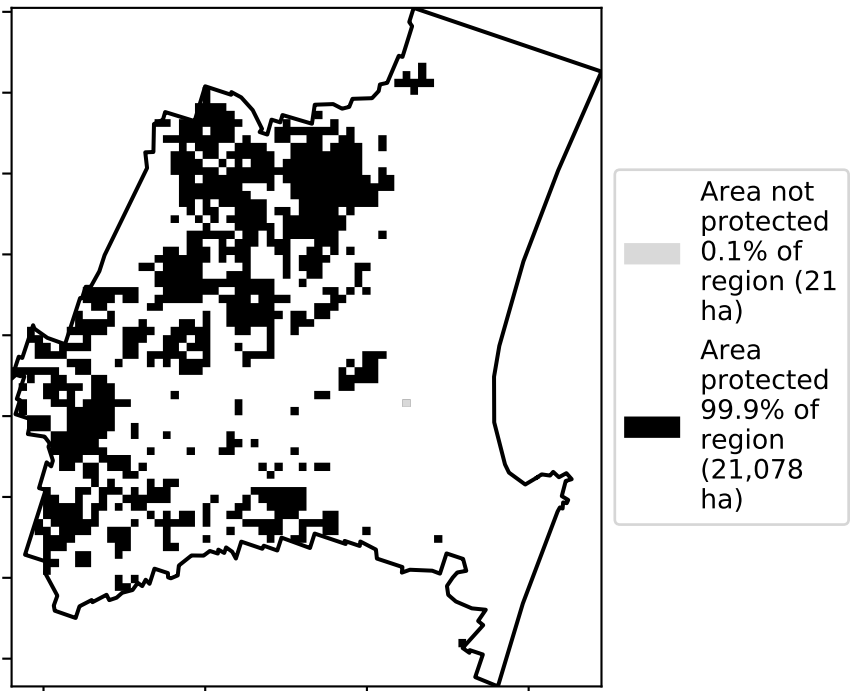 Area not
protected
0.1% of
region (21
ha)
Area
protected
99.9% of
region
(21,078
ha)